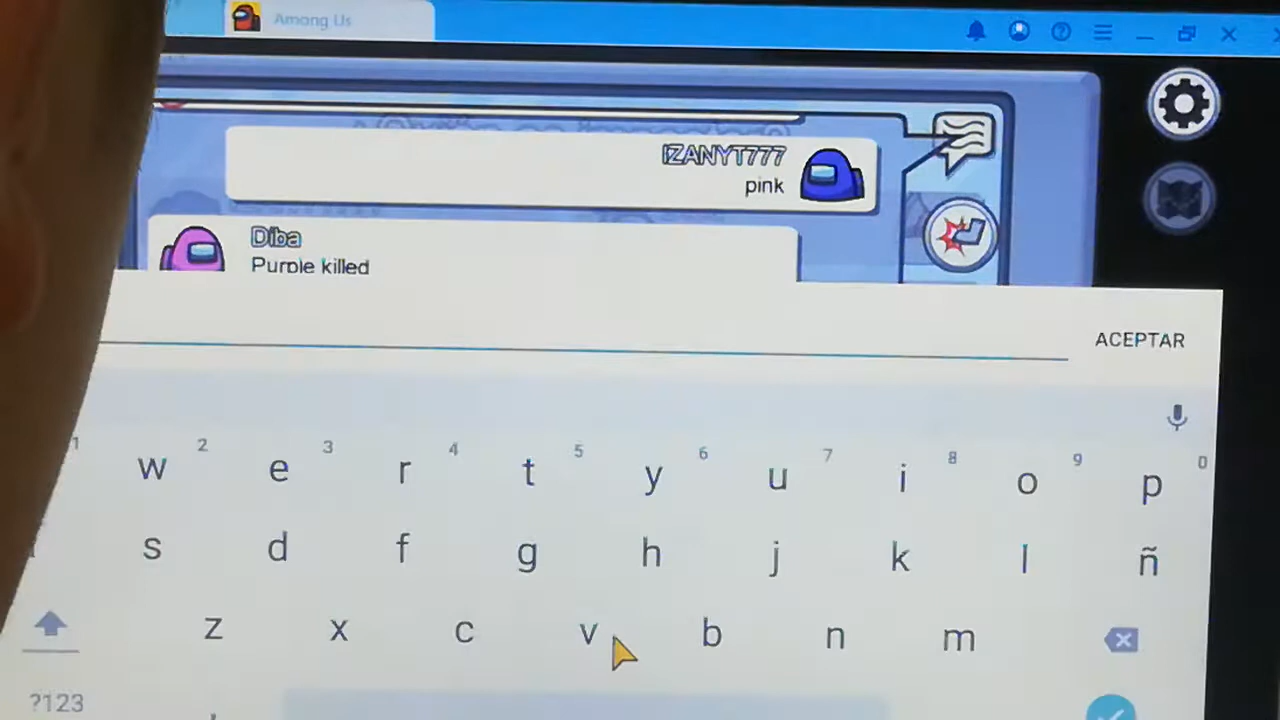 Among Us
IZANYT777
pink
Diba
Purple killed
ACEPTAR
1 2 3 4 5 6 7 8 9 0
w e r t y u i o p
s d f g h j k l ñ
z x c v b n m
?123 ,